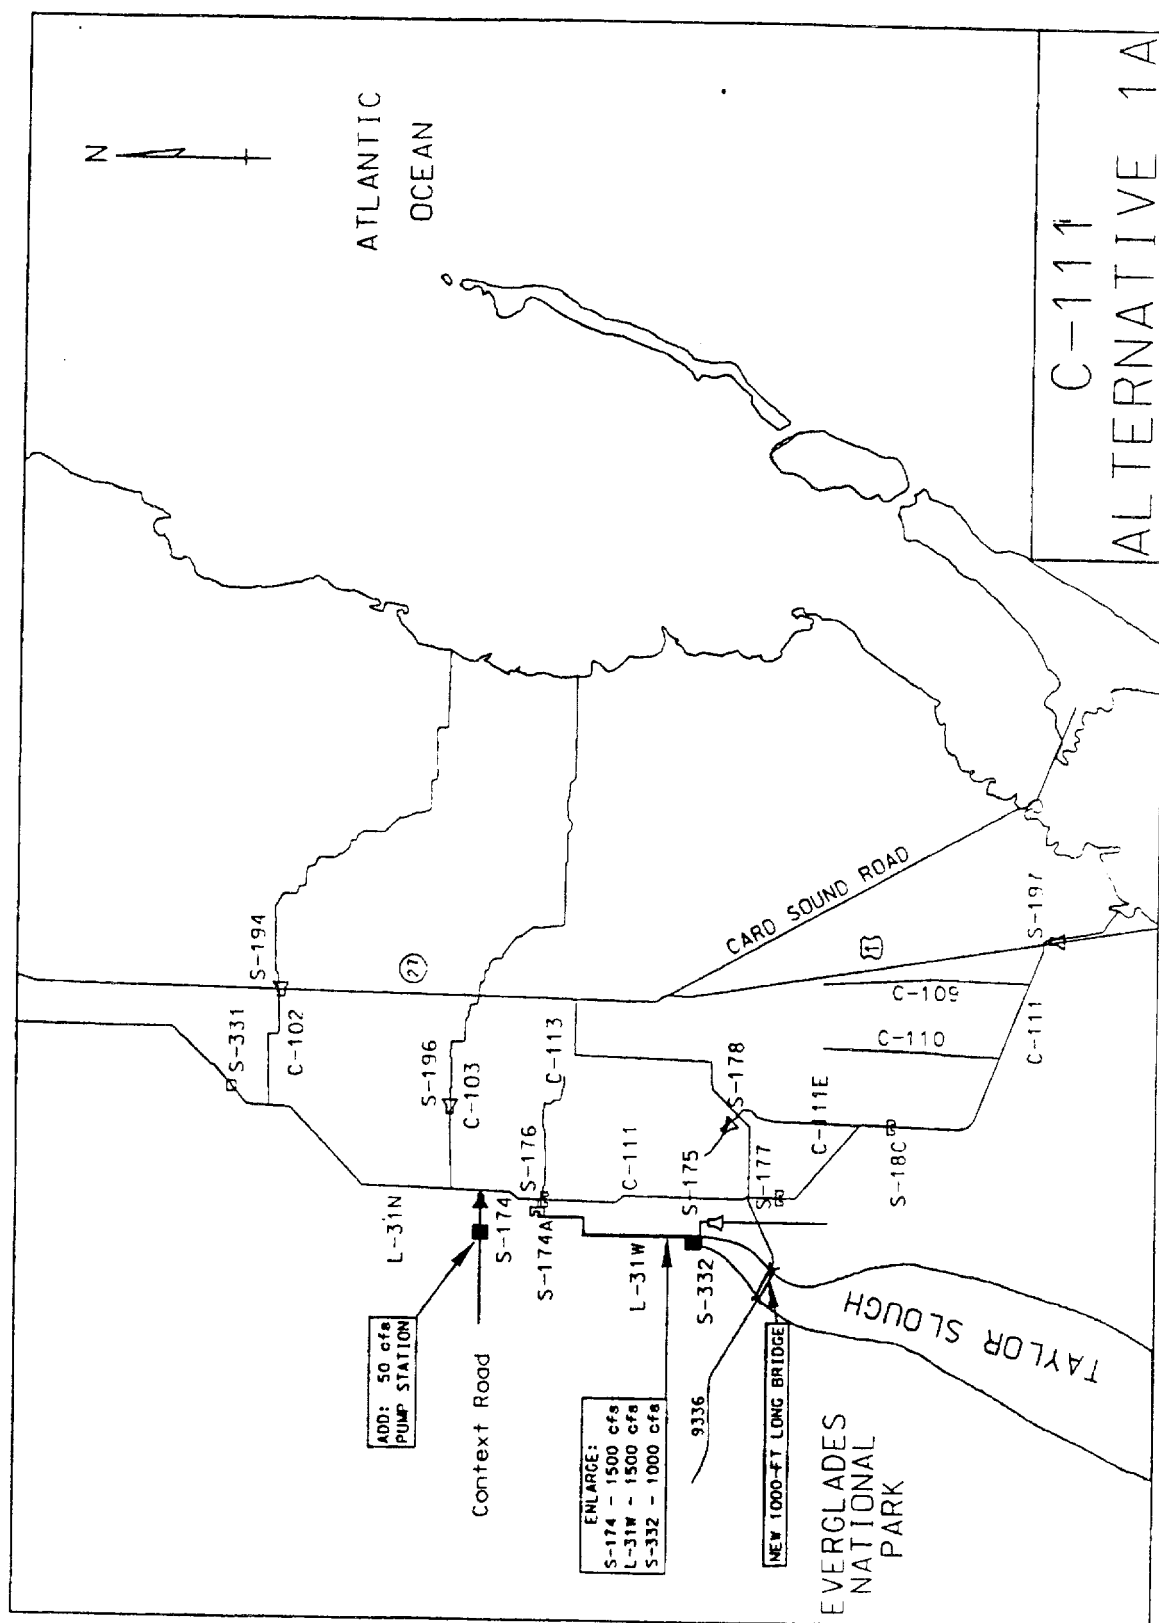 N
ATLANTIC
OCEAN
S-194
S-331
C-102
27
S-196
C-103
L-31N
C-113
S-176
S-174
S-174A
C-111
ADD: 50 cfs
PUMP STATION
Context Road
L-31W
S-175
S-178
S-177
S-332
ENLARGE:
S-174 - 1500 cfs
L-31W - 1500 cfs
S-332 - 1000 cfs
9336
NEW 1000-FT LONG BRIDGE
CARD SOUND ROAD
1
C-109
C-110
C-111E
S-18C
C-111
S-197
TAYLOR SLOUGH
EVERGLADES
NATIONAL
PARK
C-111
ALTERNATIVE 1A